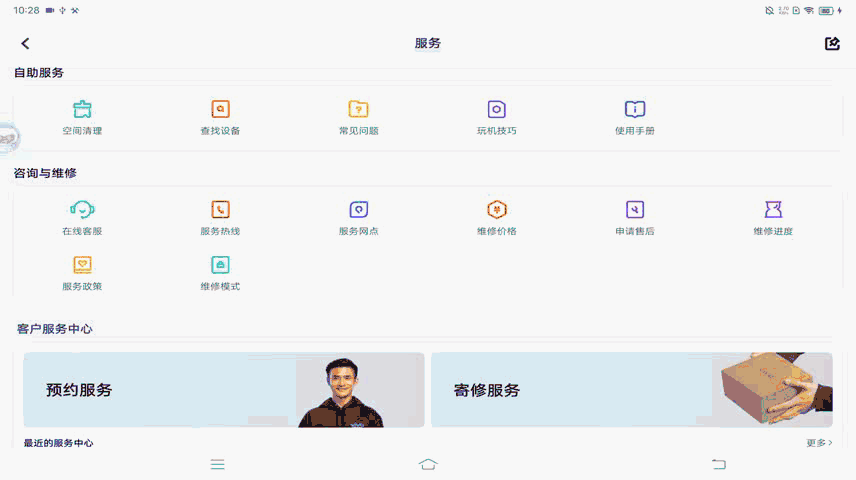 10:28
服务
自助服务
空间清理 查找设备 常见问题 玩机技巧 使用手册
咨询与维修
在线客服 服务热线 服务网点 维修价格 申请售后 维修进度
服务政策 维修模式
客户服务中心
预约服务 寄修服务
最近的服务中心 更多